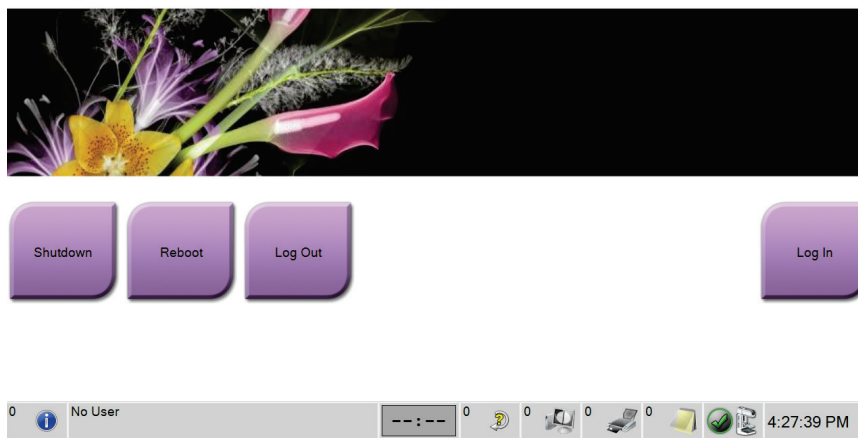 Shutdown
Reboot
Log Out
Log In
0
No User
--:--
0
0
0
0
4:27:39 PM